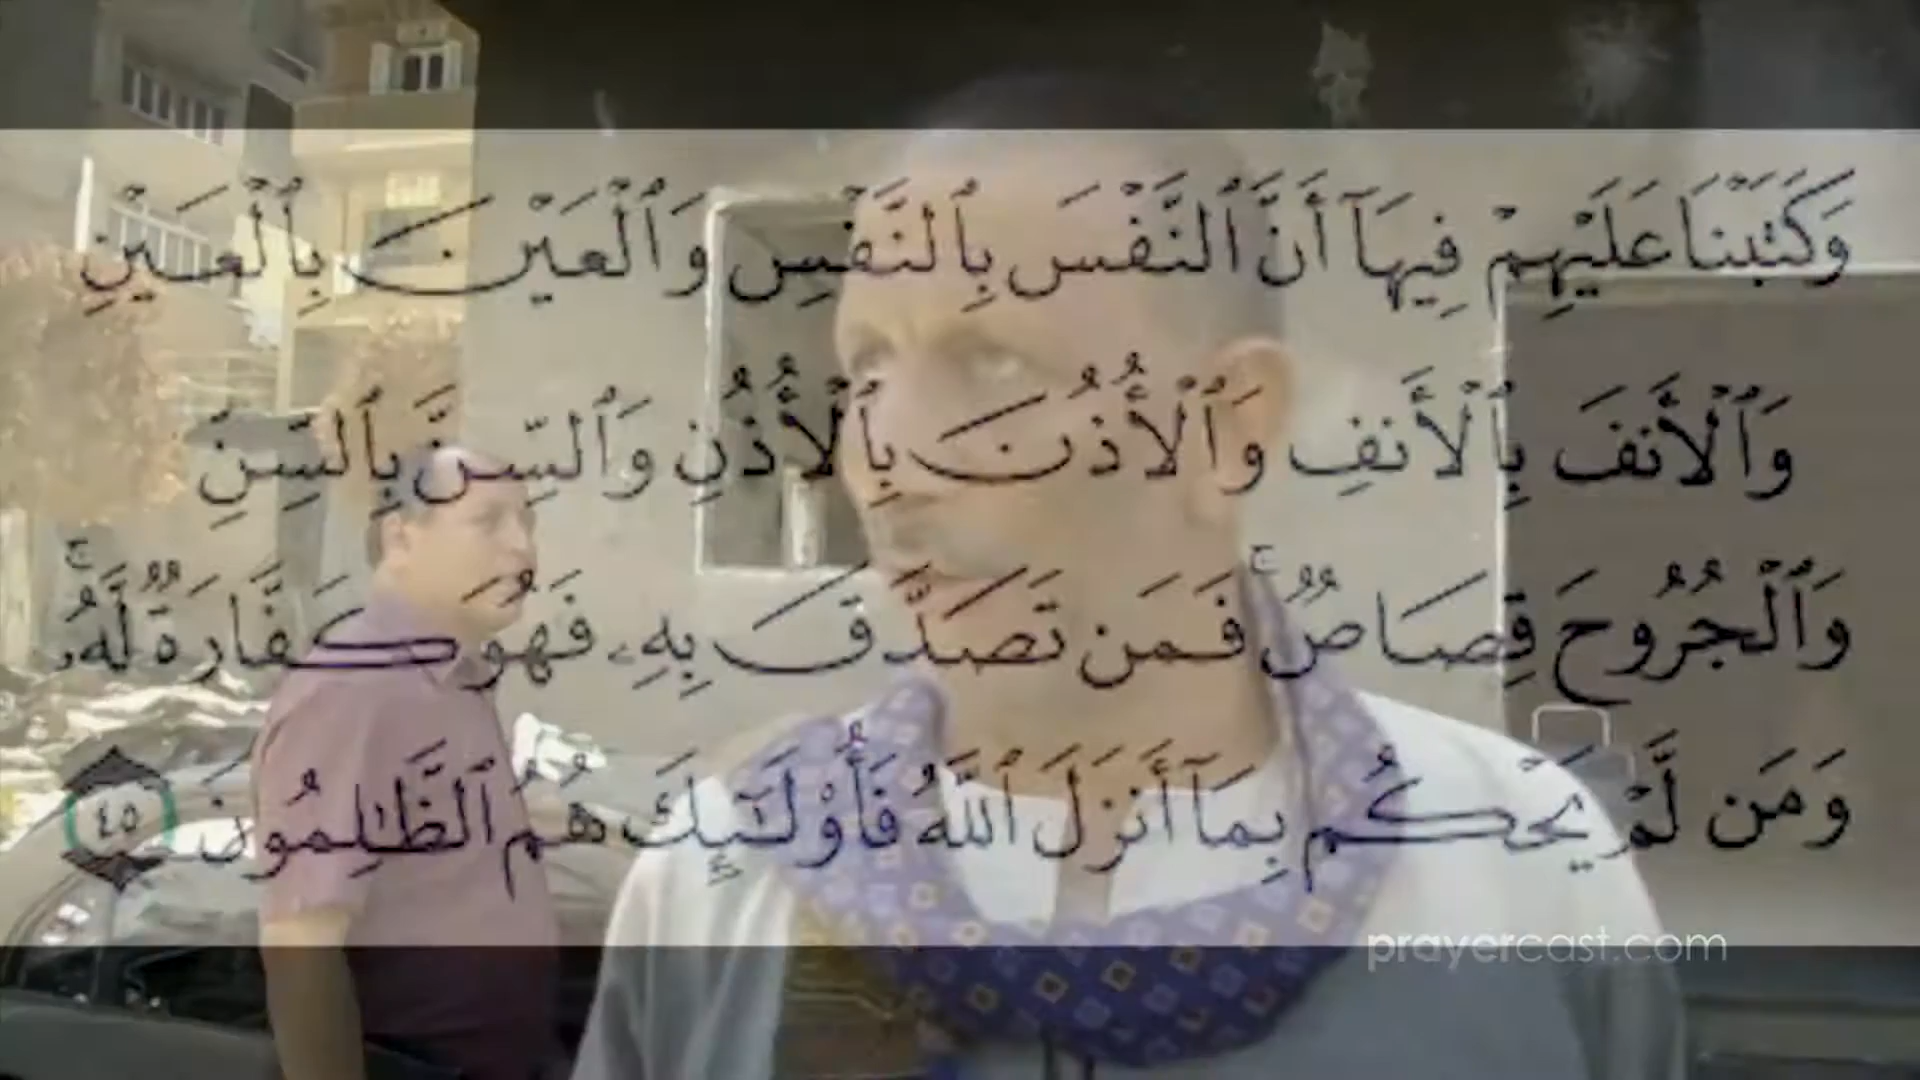 وَكَتَبْنَا عَلَيْهِمْ فِيهَآ أَنَّ ٱلنَّفْسَ بِٱلنَّفْسِ وَٱلْعَيْنَ بِٱلْعَيْنِ
وَٱلْأَنفَ بِٱلْأَنفِ وَٱلْأُذُنَ بِٱلْأُذُنِ وَٱلسِّنَّ بِٱلسِّنِّ
وَٱلْجُرُوحَ قِصَاصٌ ۚ فَمَن تَصَدَّقَ بِهِۦ فَهُوَ كَفَّارَةٌ لَّهُۥ ۚ
وَمَن لَّمْ يَحْكُم بِمَآ أَنزَلَ ٱللَّهُ فَأُو۟لَـٰٓئِكَ هُمُ ٱلظَّـٰلِمُونَ ٤٥
prayercast.com